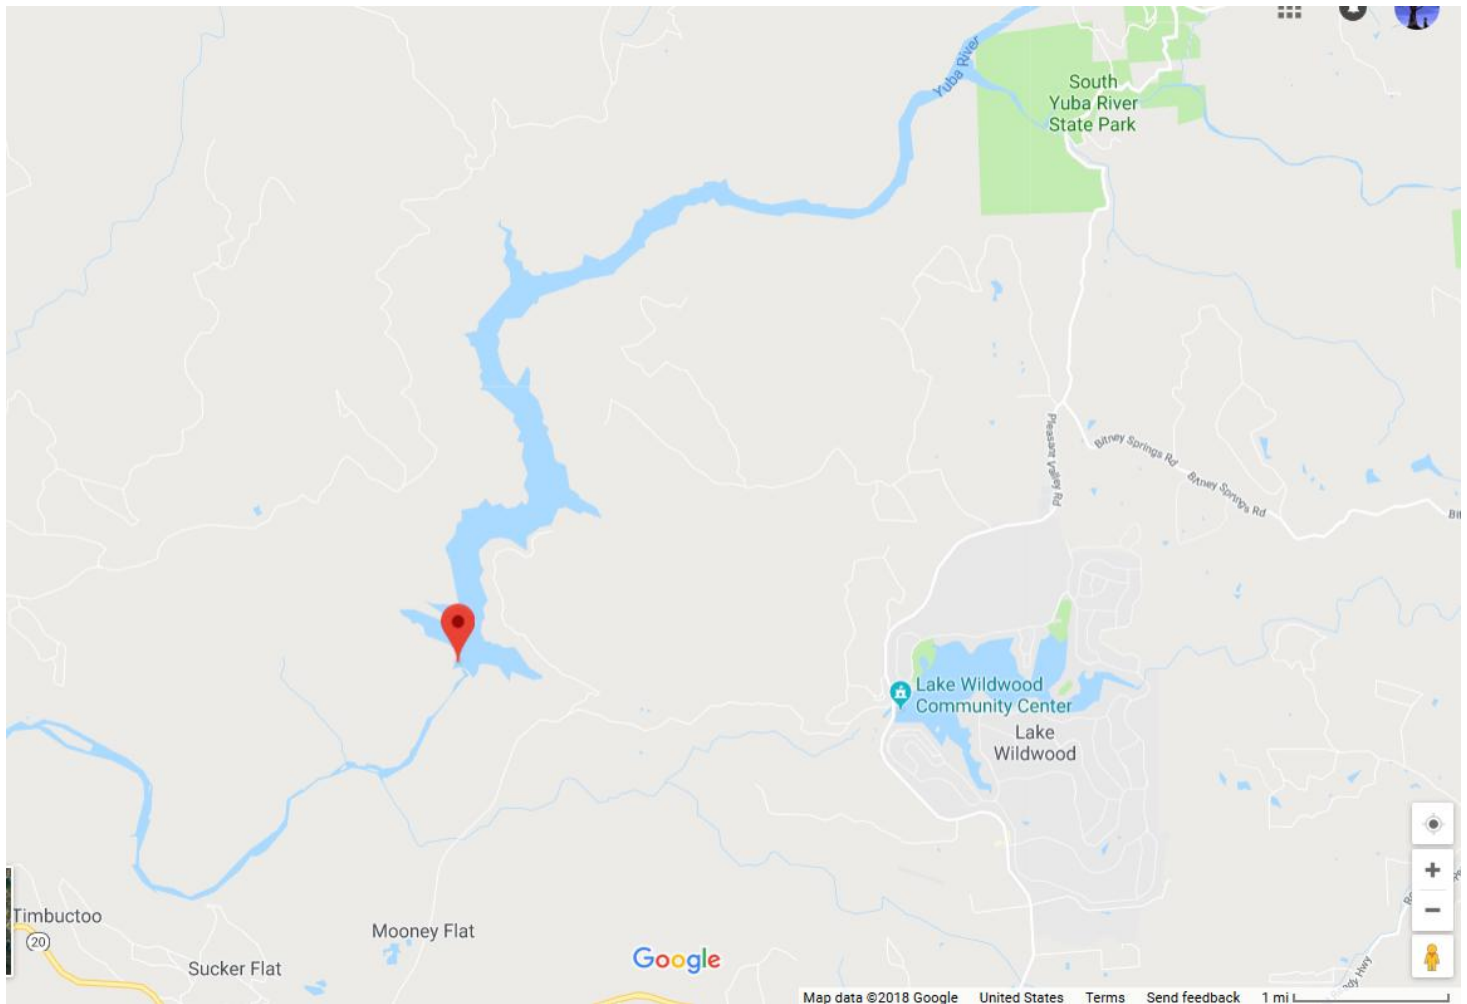 Yuba River
South
Yuba River
State Park
Pleasant Valley Rd
Bitney Springs Rd
Bitney Springs Rd
Lake Wildwood
Community Center
Lake
Wildwood
Timbuctoo
20
Mooney Flat
Sucker Flat
Google
Map data ©2018 Google United States Terms Send feedback 1 mi